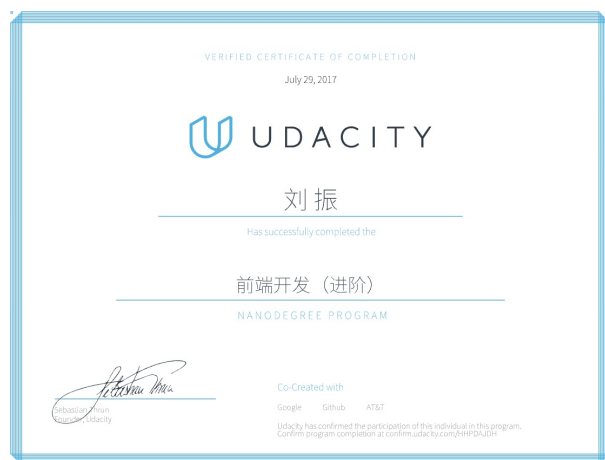 VERIFIED CERTIFICATE OF COMPLETION
July 29, 2017
UDACITY
刘 振
Has successfully completed the
前端开发（进阶）
NANODEGREE PROGRAM
Sebastian Thrun
Sebastian Thrun
Founder, Udacity
Co-Created with
Google Github AT&T
Udacity has confirmed the participation of this individual in this program.
Confirm program completion at confirm.udacity.com/HHPDAJDH